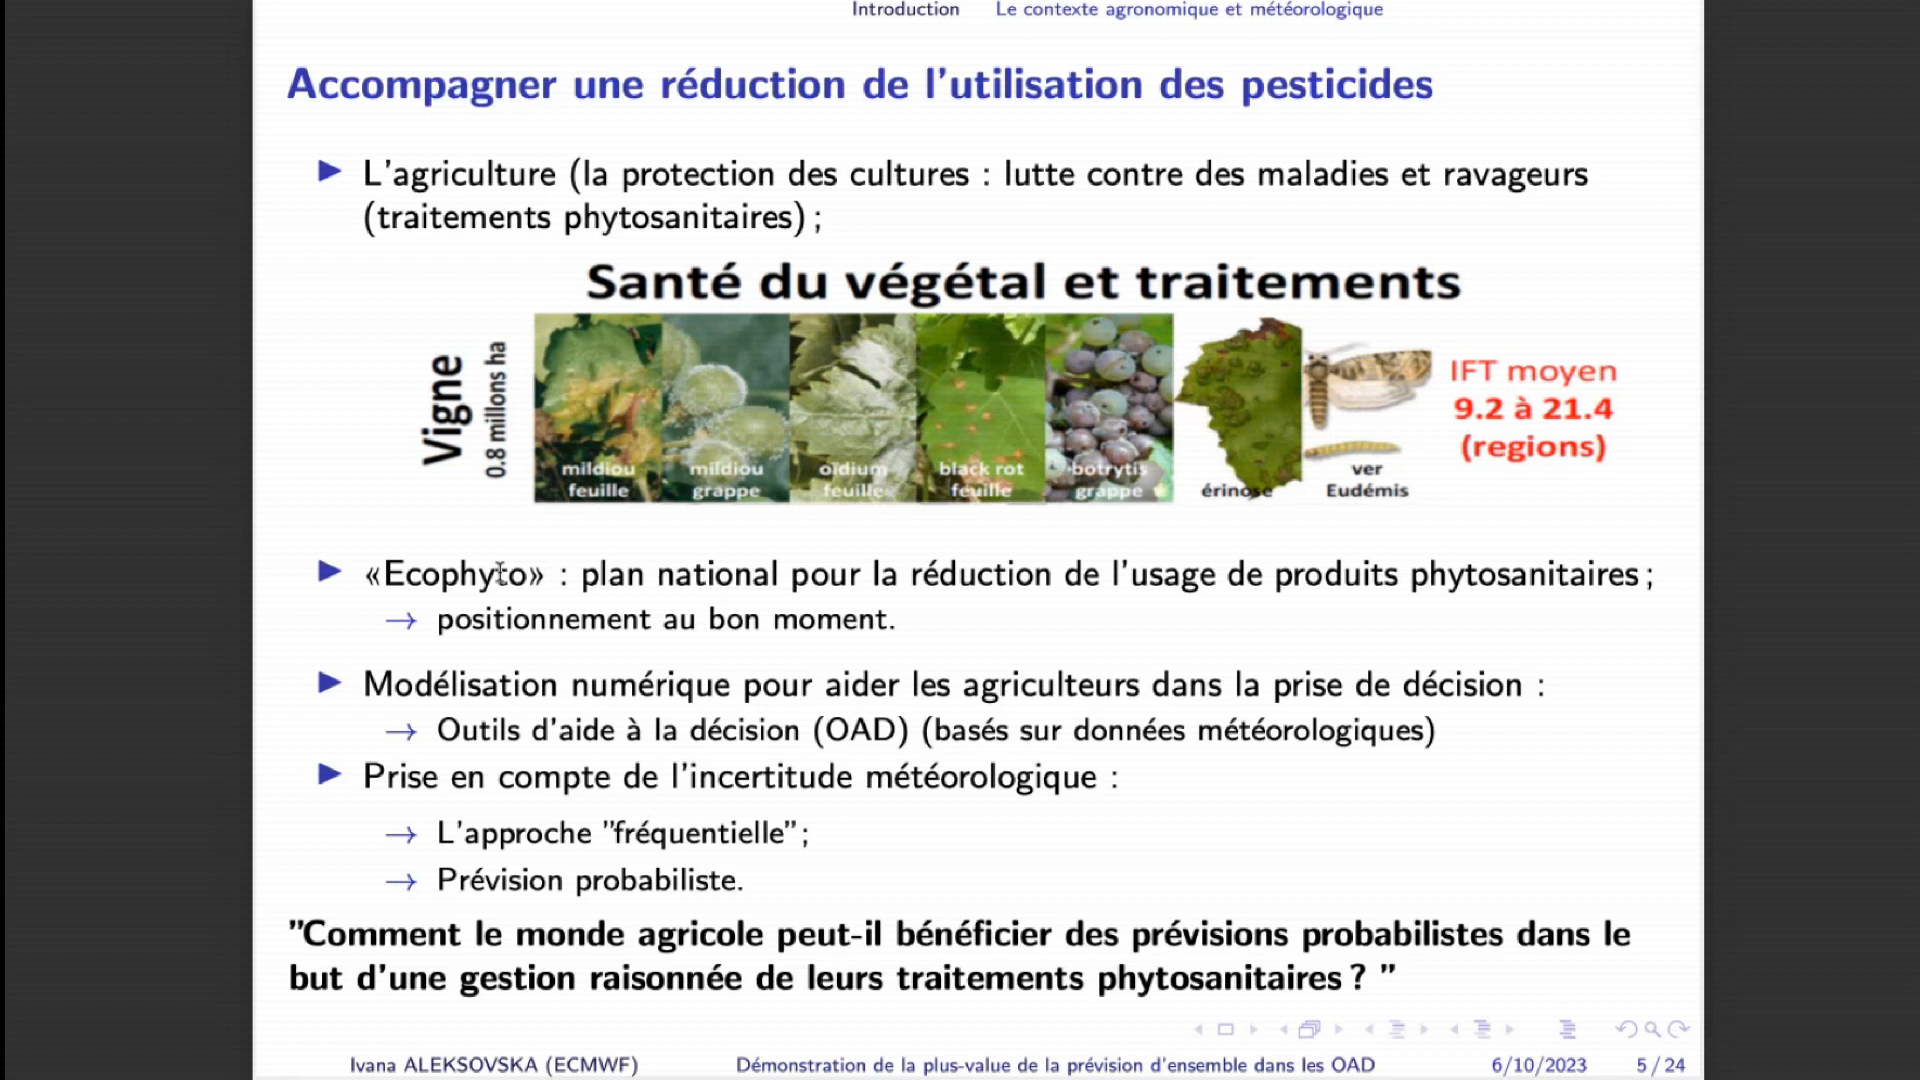 Introduction Le contexte agronomique et météorologique
Accompagner une réduction de l'utilisation des pesticides
L'agriculture (la protection des cultures : lutte contre des maladies et ravageurs
(traitements phytosanitaires) ;
Santé du végétal et traitements
Vigne
0.8 millons ha
mildiou
feuille
mildiou
grappe
oïdium
feuille
black rot
feuille
botrytis
grappe
érinose
ver
Eudémis
IFT moyen
9.2 à 21.4
(regions)
«Ecophyto» : plan national pour la réduction de l'usage de produits phytosanitaires ;
→ positionnement au bon moment.
Modélisation numérique pour aider les agriculteurs dans la prise de décision :
→ Outils d'aide à la décision (OAD) (basés sur données météorologiques)
Prise en compte de l'incertitude météorologique :
→ L'approche "fréquentielle" ;
→ Prévision probabiliste.
"Comment le monde agricole peut-il bénéficier des prévisions probabilistes dans le
but d'une gestion raisonnée de leurs traitements phytosanitaires ? "
Ivana ALEKSOVSKA (ECMWF) Démonstration de la plus-value de la prévision d'ensemble dans les OAD 6/10/2023 5 / 24